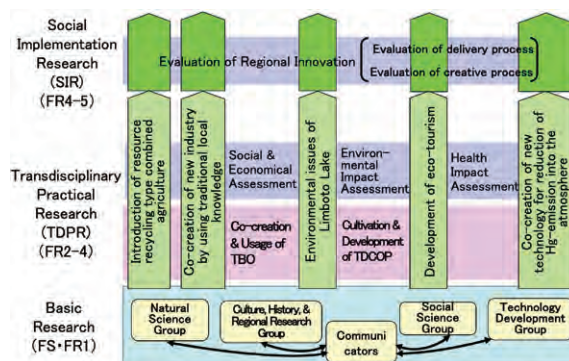 Social
Implementation
Research
(SIR)
(FR4-5)
Evaluation of Regional Innovation
Evaluation of delivery process
Evaluation of creative process
Transdisciplinary
Practical
Research
(TDPR)
(FR2-4)
Introduction of resource
recycling type combined
agriculture
Co-creation of new industry
by using traditional local
knowledge
Social &
Economical
Assessment
Co-creation
& Usage of
TBO
Environmental issues of
Limboto Lake
Environ-
mental
Impact Assessment
Cultivation &
Development of
TDCOP
Development of eco-tourism
Health
Impact
Assessment
Co-creation of new
technology for reduction of
Hg-emission into the
atmosphere
Basic
Research
(FS・FR1)
Natural
Science
Group
Culture, History, &
Regional Research
Group
Communi
cators
Social
Science
Group
Technology
Development
Group